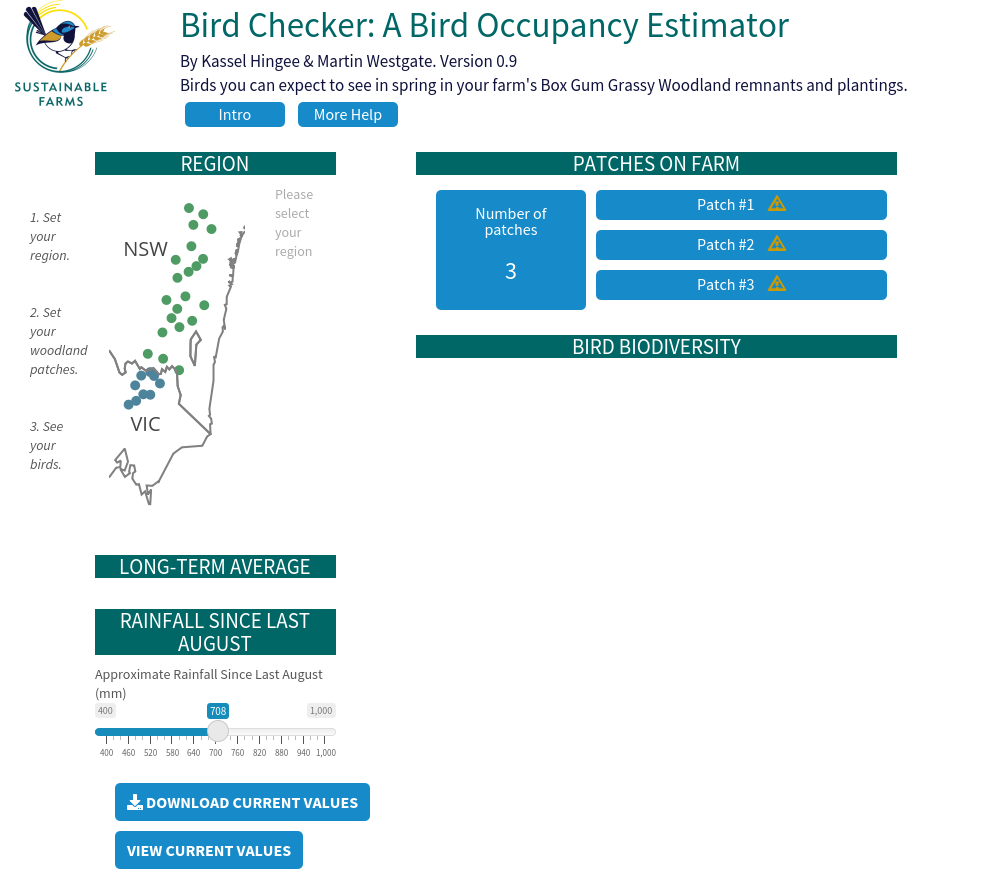 SUSTAINABLE
FARMS
Bird Checker: A Bird Occupancy Estimator
By Kassel Hingee & Martin Westgate. Version 0.9
Birds you can expect to see in spring in your farm's Box Gum Grassy Woodland remnants and plantings.
Intro
More Help
1. Set
your
region.
2. Set
your
woodland
patches.
3. See
your
birds.
REGION
NSW
VIC
Please
select
your
region
PATCHES ON FARM
Number of
patches
3
Patch #1
Patch #2
Patch #3
BIRD BIODIVERSITY
LONG-TERM AVERAGE
RAINFALL SINCE LAST
AUGUST
Approximate Rainfall Since Last August
(mm)
400 708 1,000
400 460 520 580 640 700 760 820 880 940 1,000
DOWNLOAD CURRENT VALUES
VIEW CURRENT VALUES